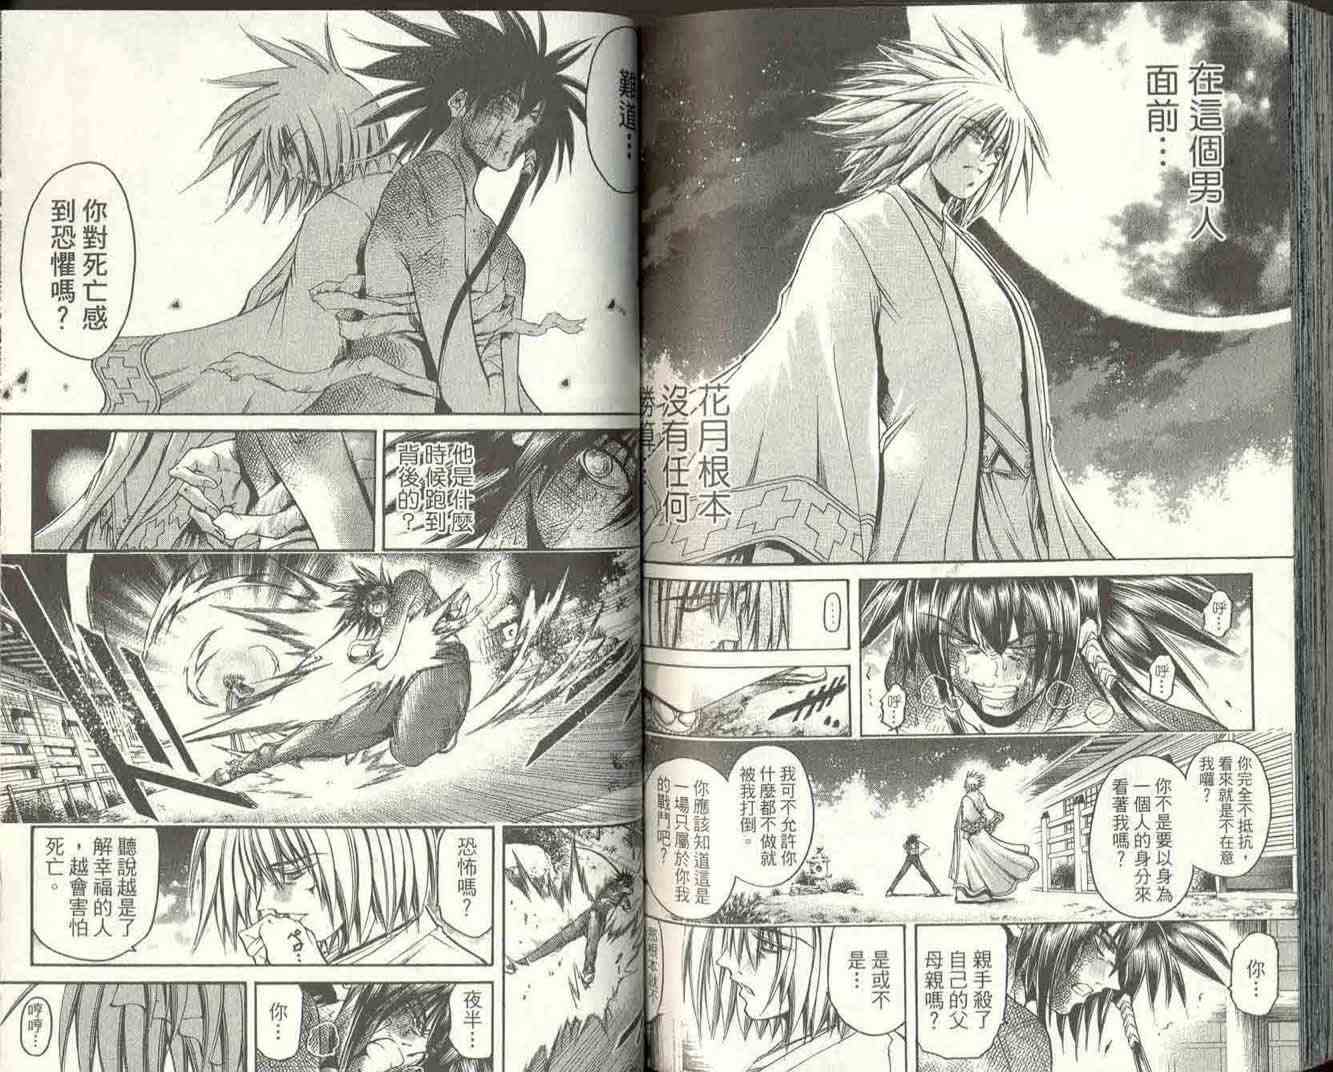 在這個男人
面前…
花月根本
沒有任何
勝算…
呼…
呼…
呼…
……
你完全不抵抗，
看來就是不在意
我囉？
你不是要以身為
一個人的身分來
看著我嗎？
我可不允許你
什麼都不做就
被我打倒。
你應該知道這是
一場只屬於你我
的戰鬥吧？
你…
親手殺了
自己的父
母親嗎？
是或不
是…
難道…
你對死亡感
到恐懼嗎？
他是什麼
時候跑到
背後的？
恐怖嗎？
聽說越是了
解幸福的人
，越會害怕
死亡。
夜半…
你…
哼哼…